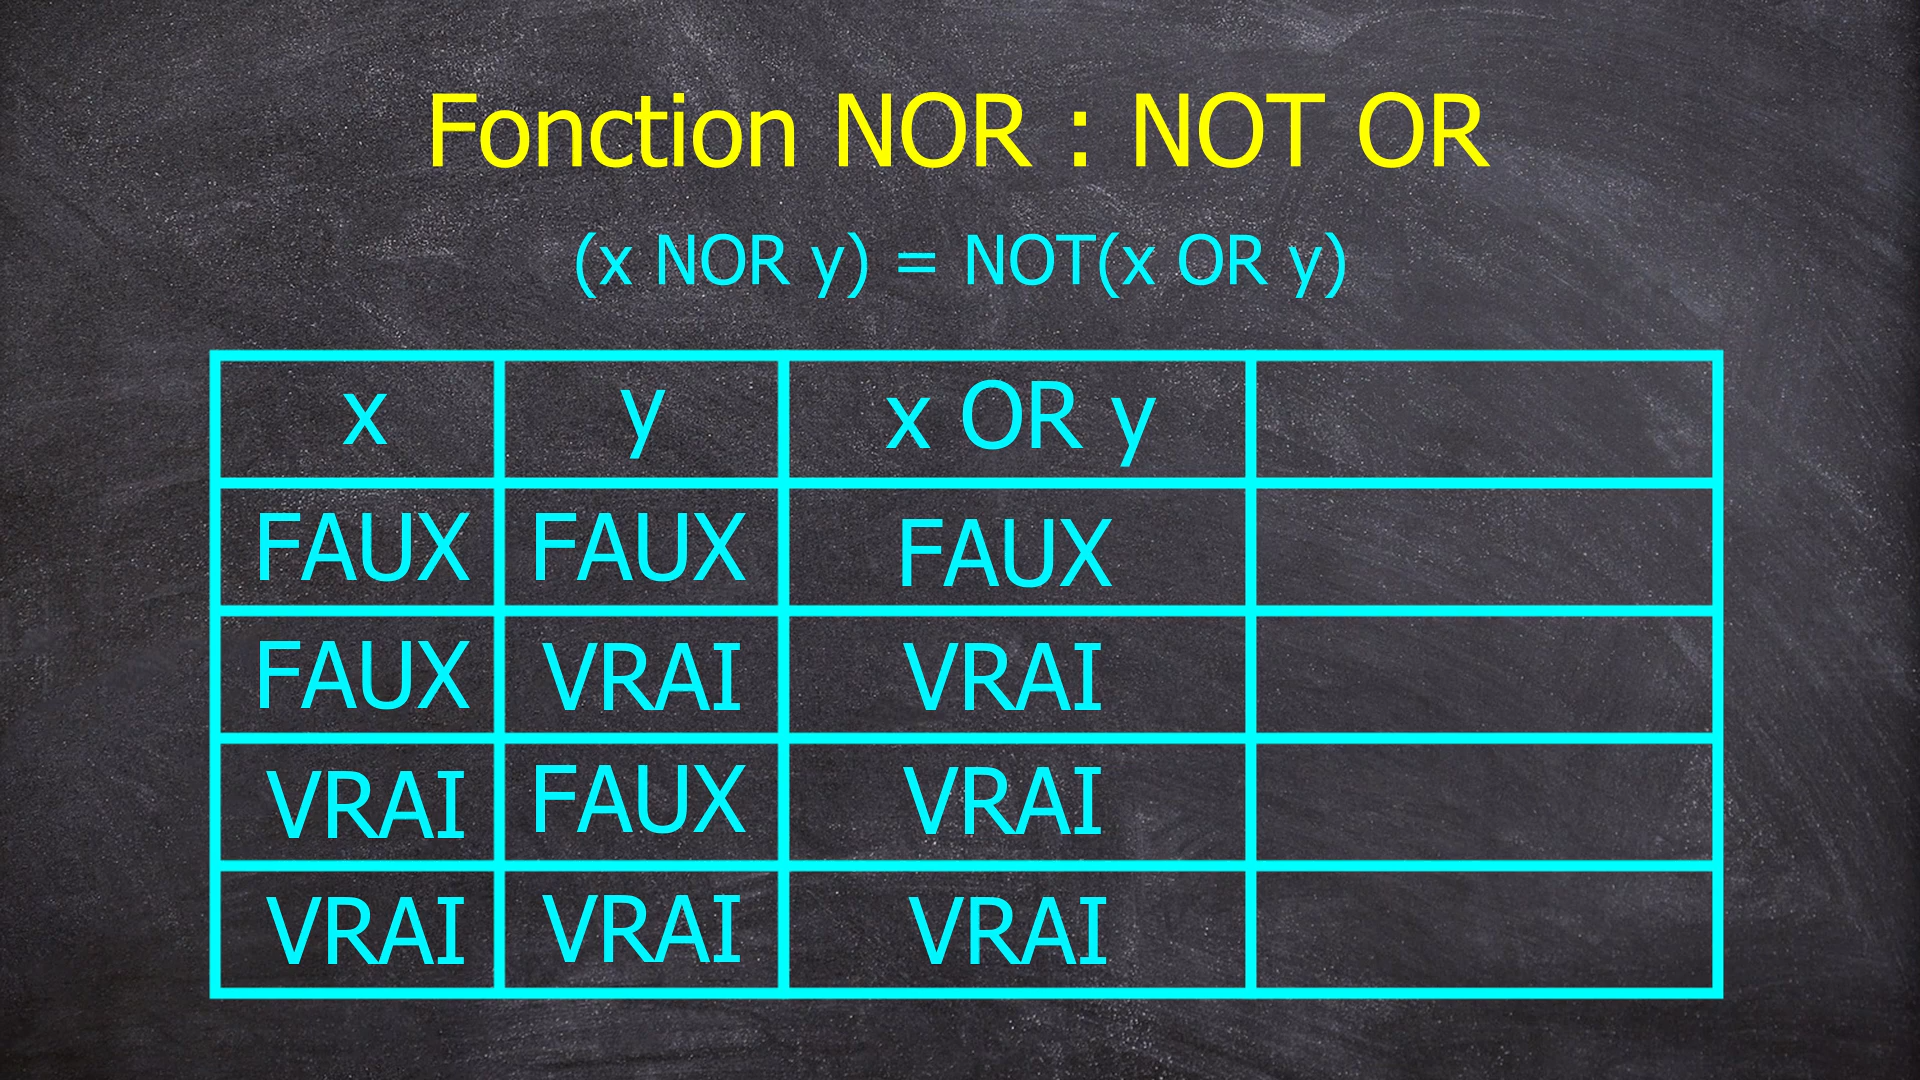 Fonction NOR : NOT OR
(x NOR y) = NOT(x OR y)
x y x OR y
FAUX FAUX FAUX
FAUX VRAI VRAI
VRAI FAUX VRAI
VRAI VRAI VRAI